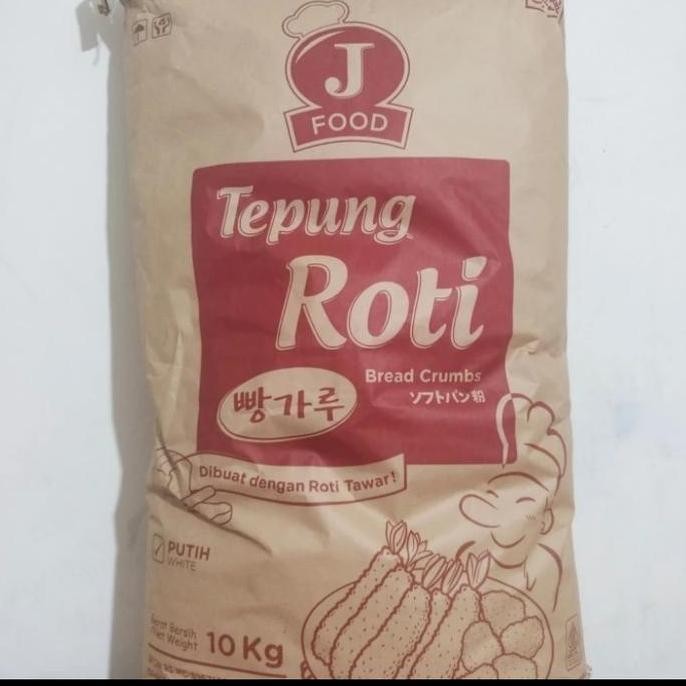 J
FOOD
Tepung
Roti
Bread Crumbs
ソフトパン粉
빵가루
Dibuat dengan Roti Tawar!
PUTIH
WHITE
Berat Bersih
Net Weight
10 Kg